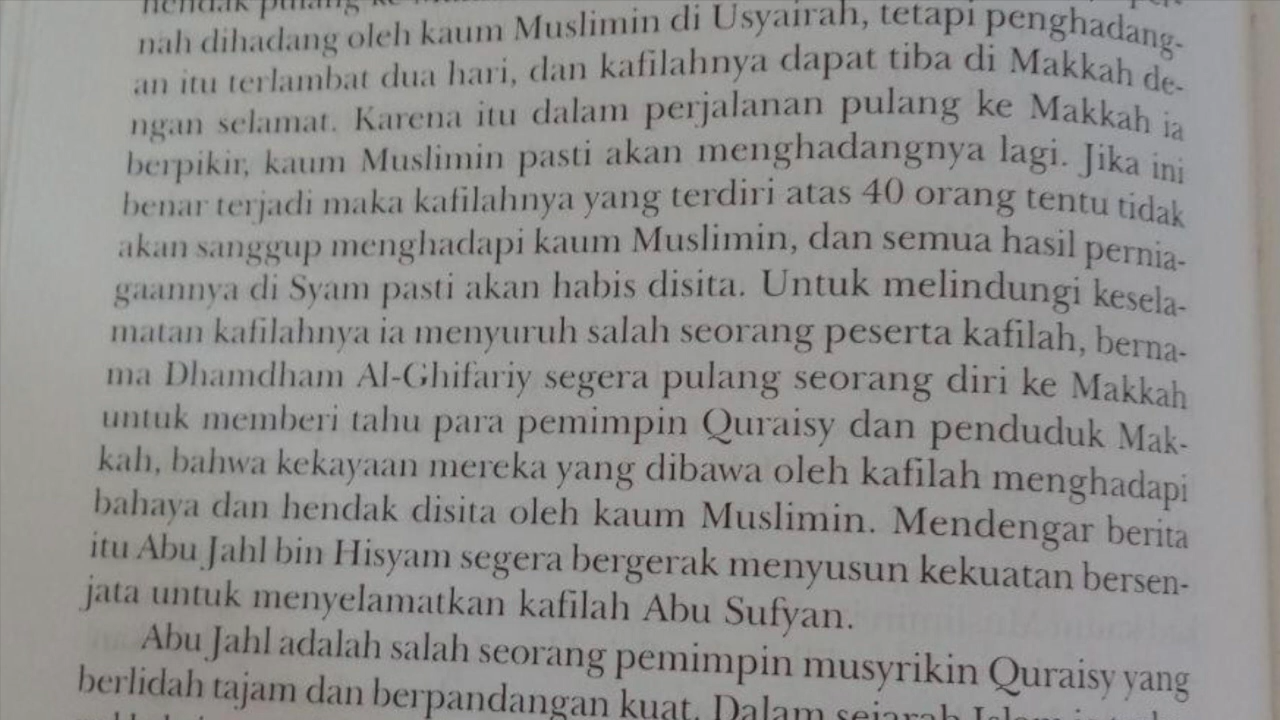 hendak pulang ke
nah dihadang oleh kaum Muslimin di Usyairah, tetapi penghadang-
an itu terlambat dua hari, dan kafilahnya dapat tiba di Makkah de-
ngan selamat. Karena itu dalam perjalanan pulang ke Makkah ia
berpikir, kaum Muslimin pasti akan menghadangnya lagi. Jika ini
benar terjadi maka kafilahnya yang terdiri atas 40 orang tentu tidak
akan sanggup menghadapi kaum Muslimin, dan semua hasil pernia-
gaannya di Syam pasti akan habis disita. Untuk melindungi kesela-
matan kafilahnya ia menyuruh salah seorang peserta kafilah, berna-
ma Dhamdham Al-Ghifariy segera pulang seorang diri ke Makkah
untuk memberi tahu para pemimpin Quraisy dan penduduk Mak-
kah, bahwa kekayaan mereka yang dibawa oleh kafilah menghadapi
bahaya dan hendak disita oleh kaum Muslimin. Mendengar berita
itu Abu Jahl bin Hisyam segera bergerak menyusun kekuatan bersen-
jata untuk menyelamatkan kafilah Abu Sufyan.
Abu Jahl adalah salah seorang pemimpin musyrikin Quraisy yang
berlidah tajam dan berpandangan kuat. Dalam sejarah Islam